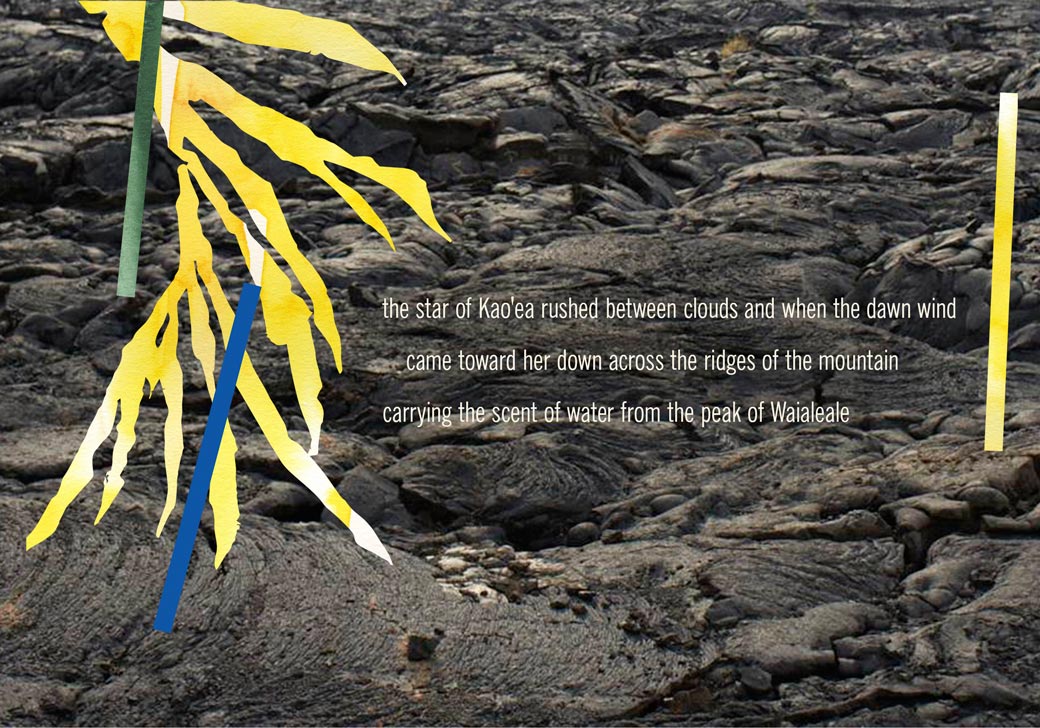 the star of Kao'ea rushed between clouds and when the dawn wind
came toward her down across the ridges of the mountain
carrying the scent of water from the peak of Waialeale